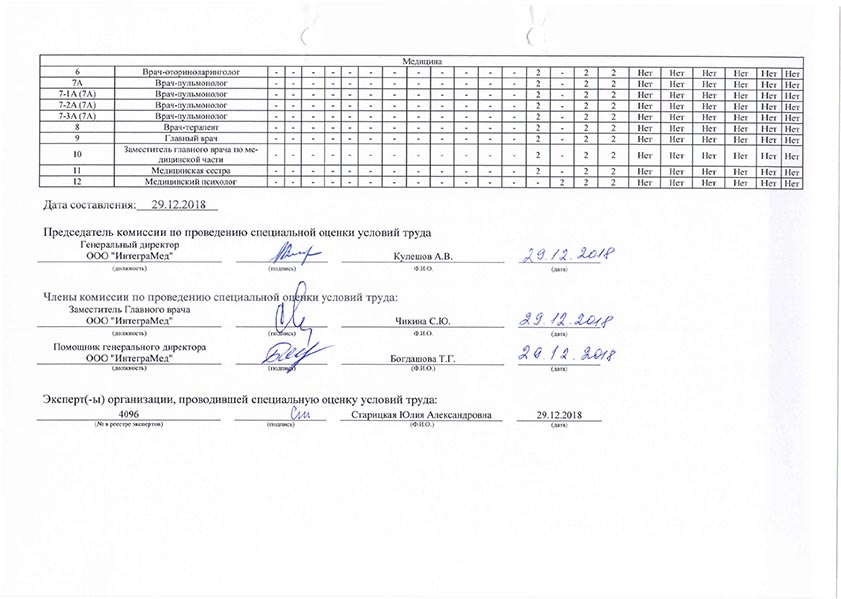 Медицина
6 Врач-оториноларинголог - - - - - - - - - - - - - 2 - 2 2 Нет Нет Нет Нет Нет Нет
7А Врач-пульмонолог - - - - - - - - - - - - - 2 - 2 2 Нет Нет Нет Нет Нет Нет
7-1А (7А) Врач-пульмонолог - - - - - - - - - - - - - 2 - 2 2 Нет Нет Нет Нет Нет Нет
7-2А (7А) Врач-пульмонолог - - - - - - - - - - - - - 2 - 2 2 Нет Нет Нет Нет Нет Нет
7-3А (7А) Врач-пульмонолог - - - - - - - - - - - - - 2 - 2 2 Нет Нет Нет Нет Нет Нет
8 Врач-терапевт - - - - - - - - - - - - - 2 - 2 2 Нет Нет Нет Нет Нет Нет
9 Главный врач - - - - - - - - - - - - - 2 - 2 2 Нет Нет Нет Нет Нет Нет
10 Заместитель главного врача по ме-
дицинской части - - - - - - - - - - - - - 2 - 2 2 Нет Нет Нет Нет Нет Нет
11 Медицинская сестра - - - - - - - - - - - - - 2 - 2 2 Нет Нет Нет Нет Нет Нет
12 Медицинский психолог - - - - - - - - - - - - - - 2 2 2 Нет Нет Нет Нет Нет Нет
Дата составления: 29.12.2018
Председатель комиссии по проведению специальной оценки условий труда
Генеральный директор
ООО "ИнтеграМед" Кулешов А.В. 29.12.2018
(должность) (подпись) Ф.И.О. (дата)
Члены комиссии по проведению специальной оценки условий труда:
Заместитель Главного врача
ООО "ИнтеграМед" Чикина С.Ю. 29.12.2018
(должность) (подпись) Ф.И.О. (дата)
Помощник генерального директора
ООО "ИнтеграМед" Богдашова Т.Г. 29.12.2018
(должность) (подпись) (Ф.И.О.) (дата)
Эксперт(-ы) организации, проводившей специальную оценку условий труда:
4096 Старицкая Юлия Александровна 29.12.2018
(№ в реестре экспертов) (подпись) (Ф.И.О.) (дата)